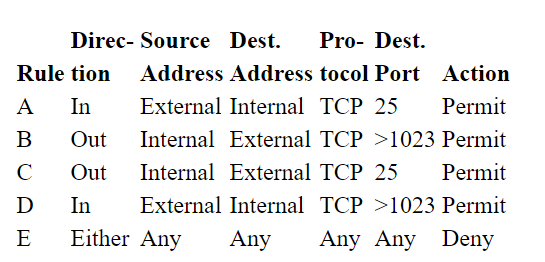 Direc- Source Dest. Pro- Dest.
Rule tion Address Address tocol Port Action
A In External Internal TCP 25 Permit
B Out Internal External TCP >1023 Permit
C Out Internal External TCP 25 Permit
D In External Internal TCP >1023 Permit
E Either Any Any Any Any Deny